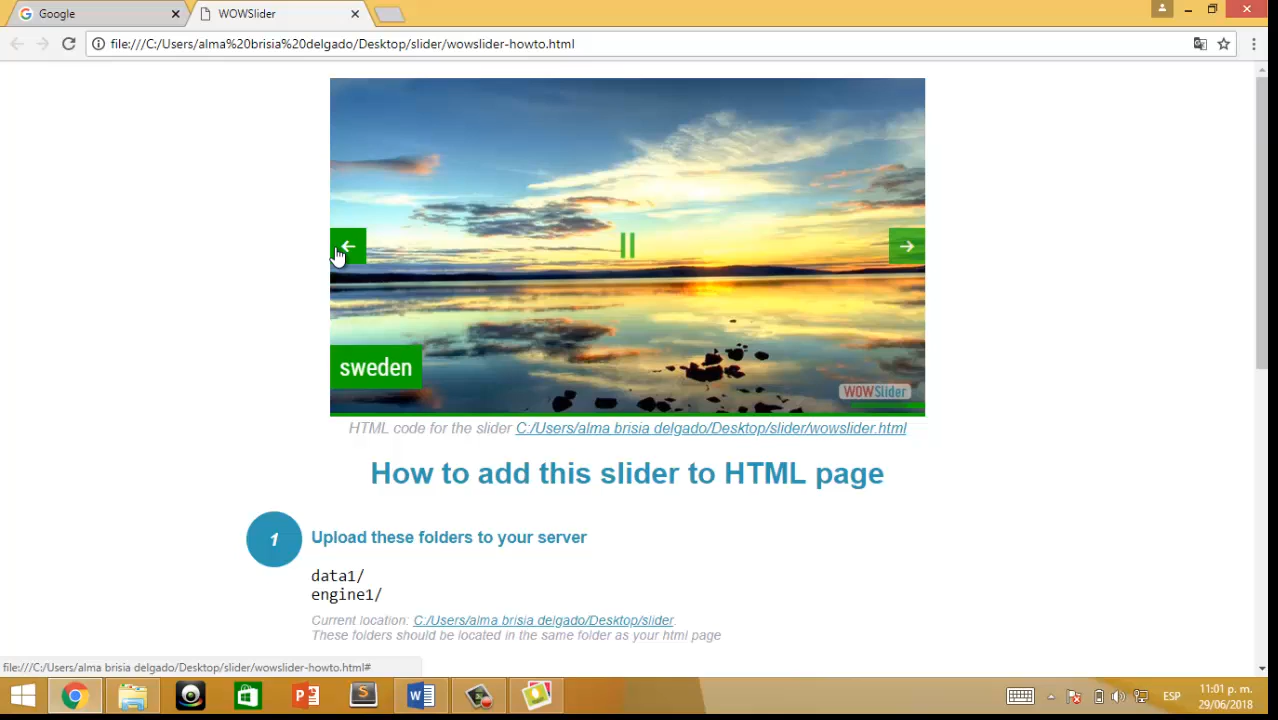 Google
WOWSlider
file:///C:/Users/alma%20brisia%20delgado/Desktop/slider/wowslider-howto.html
sweden
WOWSlider
HTML code for the slider C:/Users/alma brisia delgado/Desktop/slider/wowslider.html
How to add this slider to HTML page
1
Upload these folders to your server
data1/
engine1/
Current location: C:/Users/alma brisia delgado/Desktop/slider.
These folders should be located in the same folder as your html page
file:///C:/Users/alma brisia delgado/Desktop/slider/wowslider-howto.html#
ESP
11:01 p. m.
29/06/2018